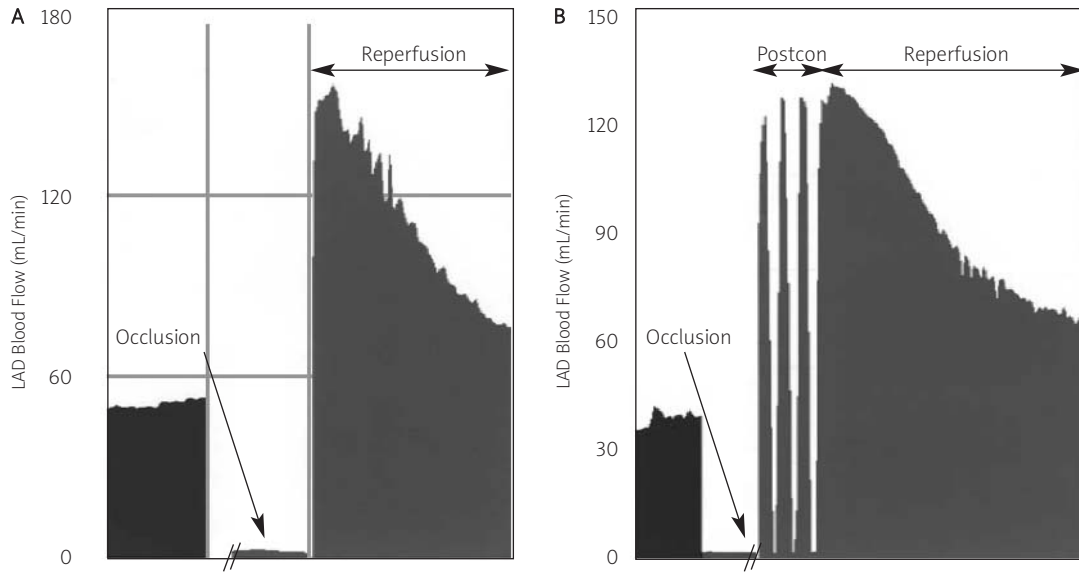 A
180
120
60
0
LAD Blood Flow (mL/min)
Reperfusion
Occlusion
B
150
120
90
60
30
0
LAD Blood Flow (mL/min)
Postcon
Reperfusion
Occlusion